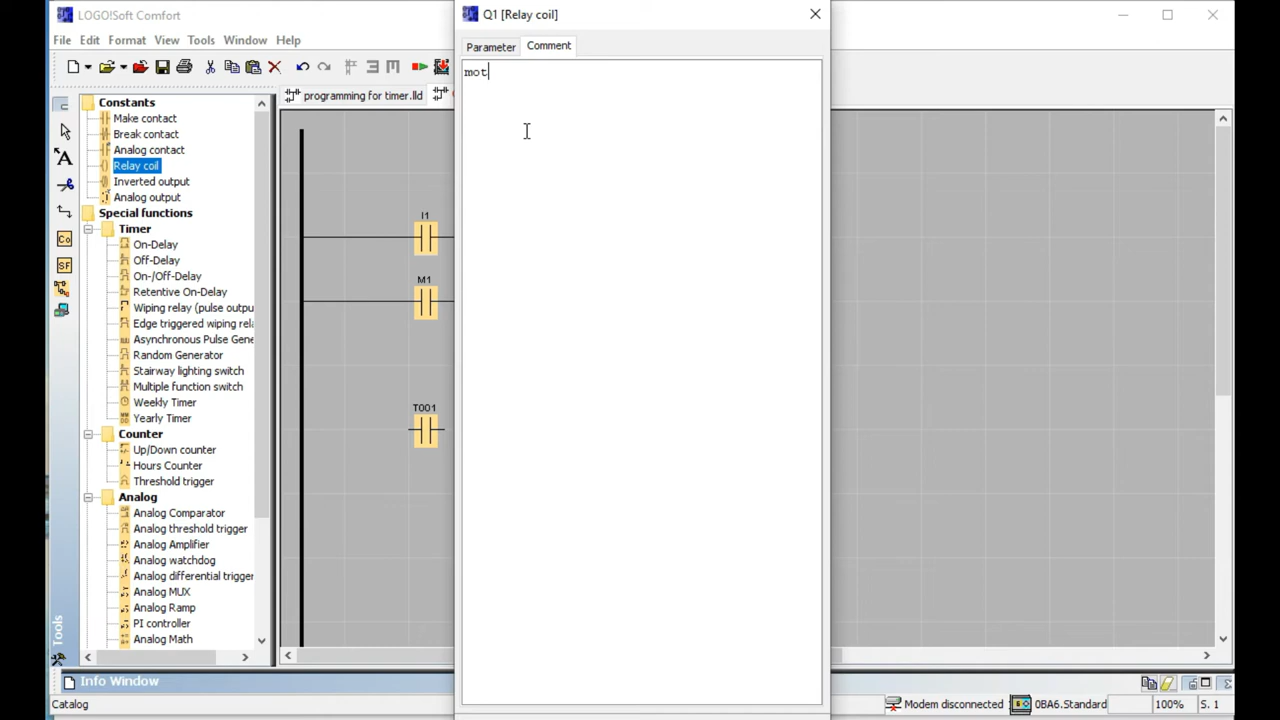 LOGO!Soft Comfort
Q1 [Relay coil]
File Edit Format View Tools Window Help
Parameter Comment
mot
programming for timer.lld
Constants
Make contact
Break contact
Analog contact
Relay coil
Inverted output
Analog output
Special functions
Timer
On-Delay
Off-Delay
On-/Off-Delay
Retentive On-Delay
Wiping relay (pulse outpu
Edge triggered wiping rela
Asynchronous Pulse Gene
Random Generator
Stairway lighting switch
Multiple function switch
Weekly Timer
Yearly Timer
Counter
Up/Down counter
Hours Counter
Threshold trigger
Analog
Analog Comparator
Analog threshold trigger
Analog Amplifier
Analog watchdog
Analog differential trigger
Analog MUX
Analog Ramp
PI controller
Analog Math
A
Co
SF
Tools
I1
M1
T001
Info Window
Catalog
Modem disconnected
0BA6.Standard
100%
S. 1